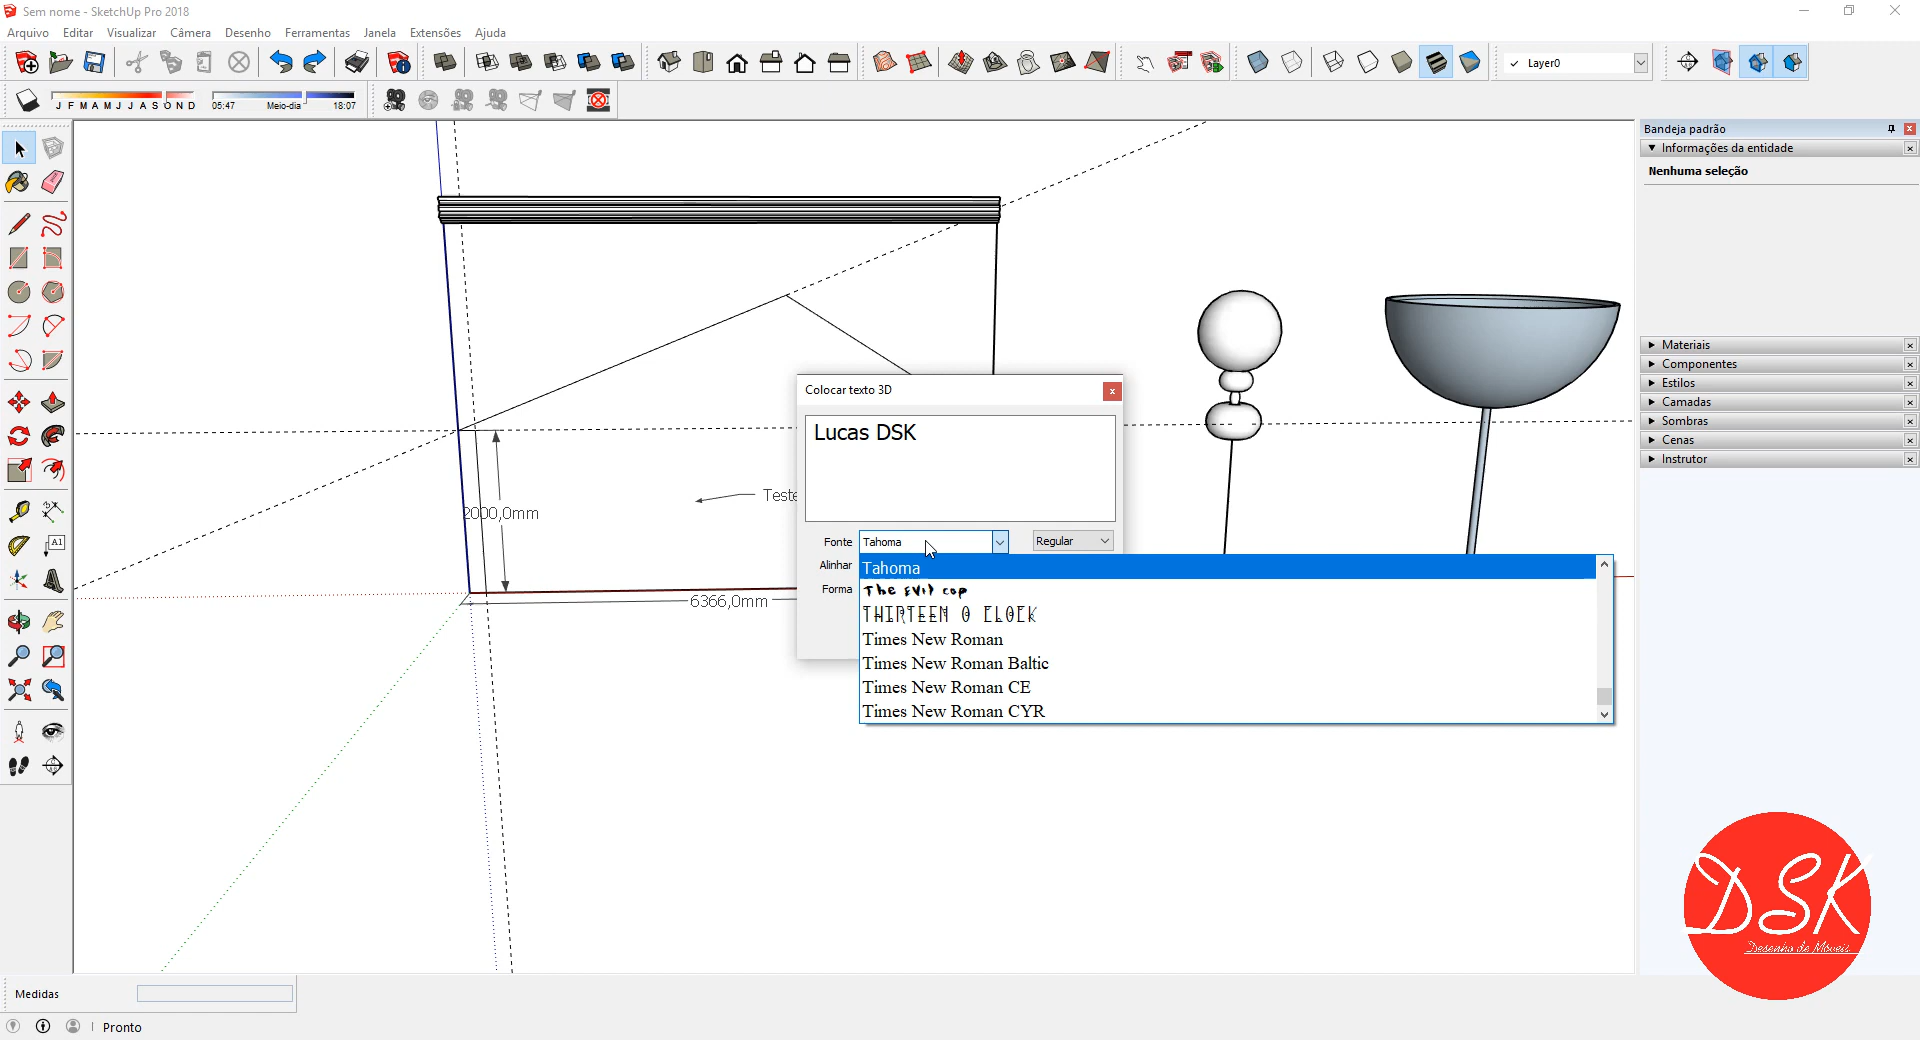 Sem nome - SketchUp Pro 2018
Arquivo Editar Visualizar Câmera Desenho Ferramentas Janela Extensões Ajuda
Layer0
J F M A M J J A S O N D 05:47 Meio-dia 18:07
Bandeja padrão
Informações da entidade
Nenhuma seleção
Materiais
Componentes
Estilos
Camadas
Sombras
Cenas
Instrutor
Colocar texto 3D
Lucas DSK
Teste
2000,0mm
6366,0mm
Fonte Tahoma Regular
Alinhar
Forma
Tahoma
The Evil cop
THIRTEEN O CLOCK
Times New Roman
Times New Roman Baltic
Times New Roman CE
Times New Roman CYR
A1
DSK
Desenho de Móveis
Medidas
Pronto